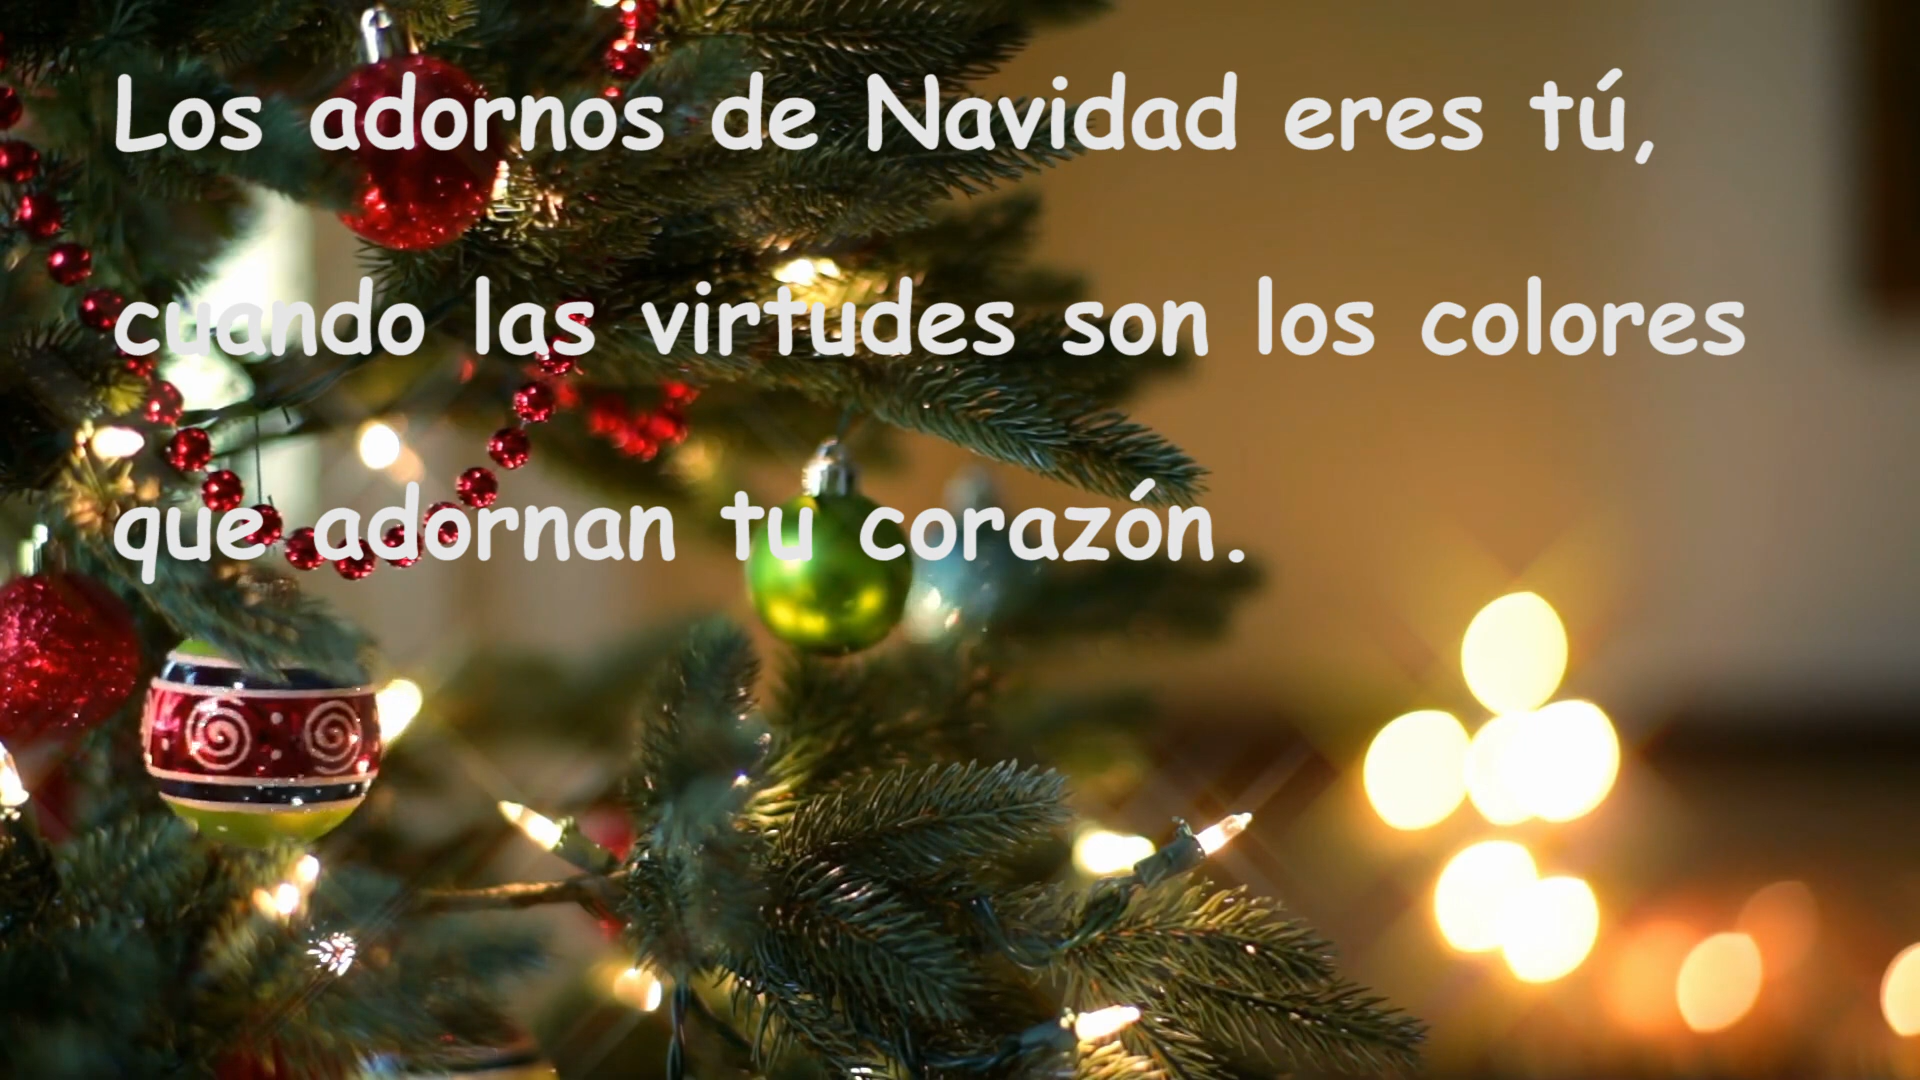 Los adornos de Navidad eres tú,
cuando las virtudes son los colores
que adornan tu corazón.